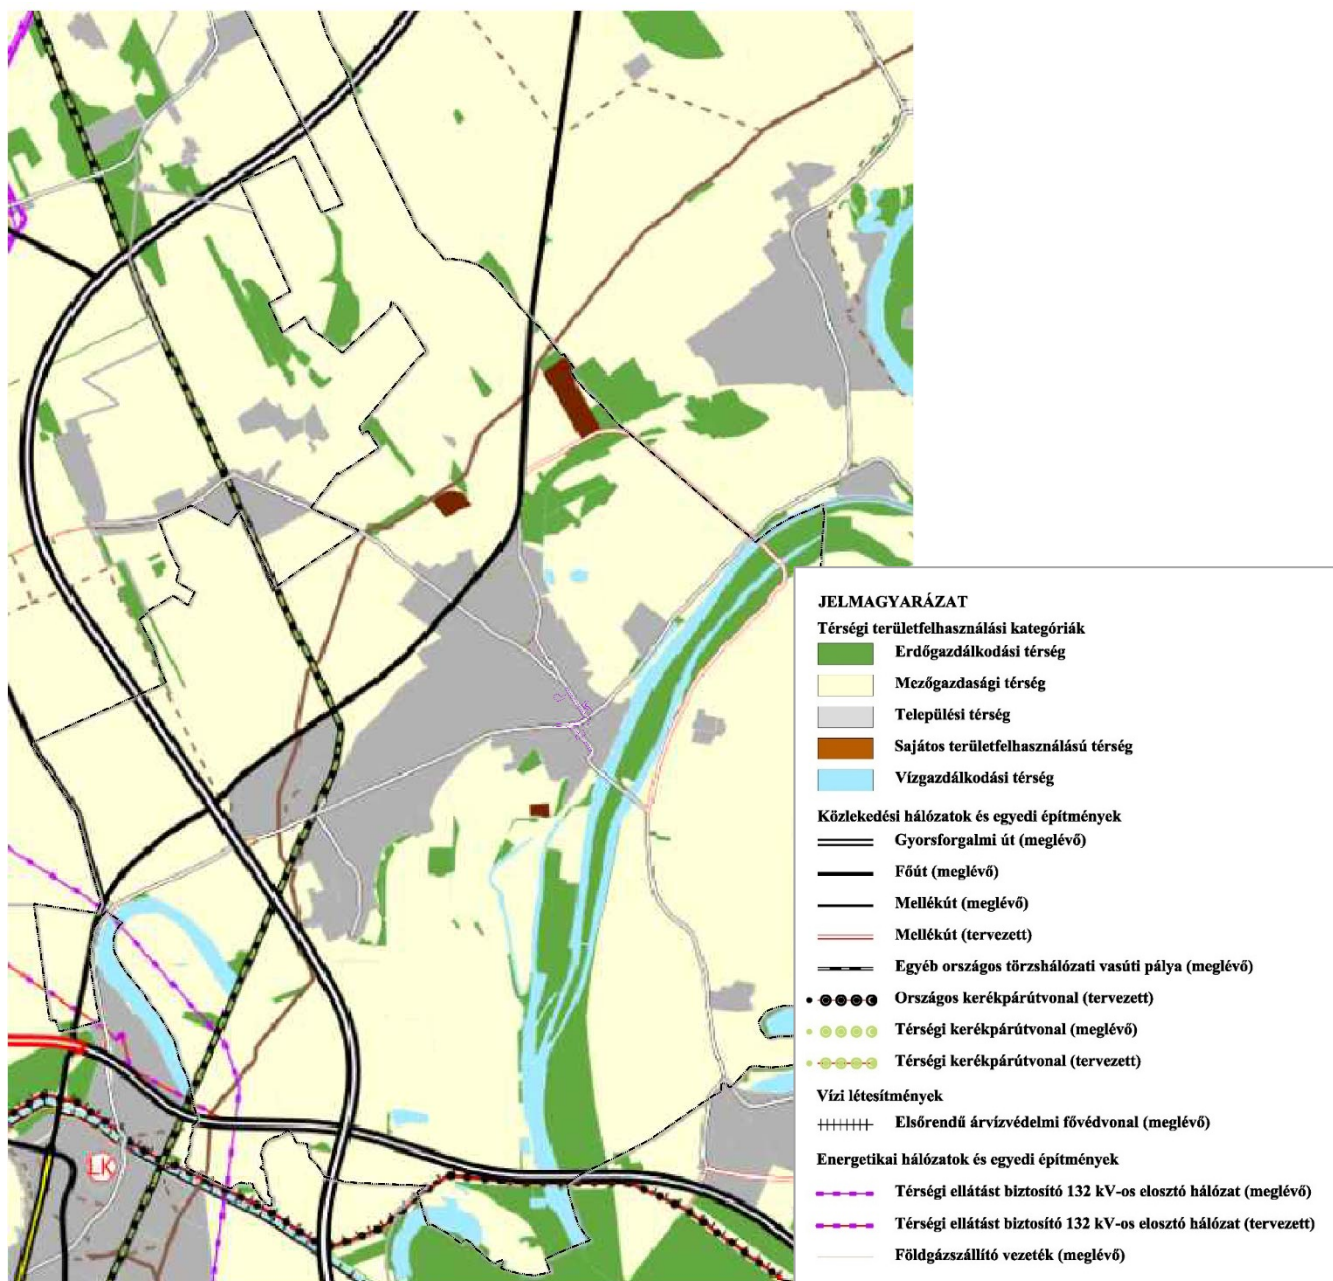 JELMAGYARÁZAT
Térségi területfelhasználási kategóriák
Erdőgazdálkodási térség
Mezőgazdasági térség
Települési térség
Sajátos területfelhasználású térség
Vízgazdálkodási térség
Közlekedési hálózatok és egyedi építmények
Gyorsforgalmi út (meglévő)
Főút (meglévő)
Mellékút (meglévő)
Mellékút (tervezett)
Egyéb országos törzshálózati vasúti pálya (meglévő)
Országos kerékpárútvonal (tervezett)
Térségi kerékpárútvonal (meglévő)
Térségi kerékpárútvonal (tervezett)
Vízi létesítmények
Elsőrendű árvízvédelmi fővédvonal (meglévő)
Energetikai hálózatok és egyedi építmények
Térségi ellátást biztosító 132 kV-os elosztó hálózat (meglévő)
Térségi ellátást biztosító 132 kV-os elosztó hálózat (tervezett)
Földgázszállító vezeték (meglévő)
LK